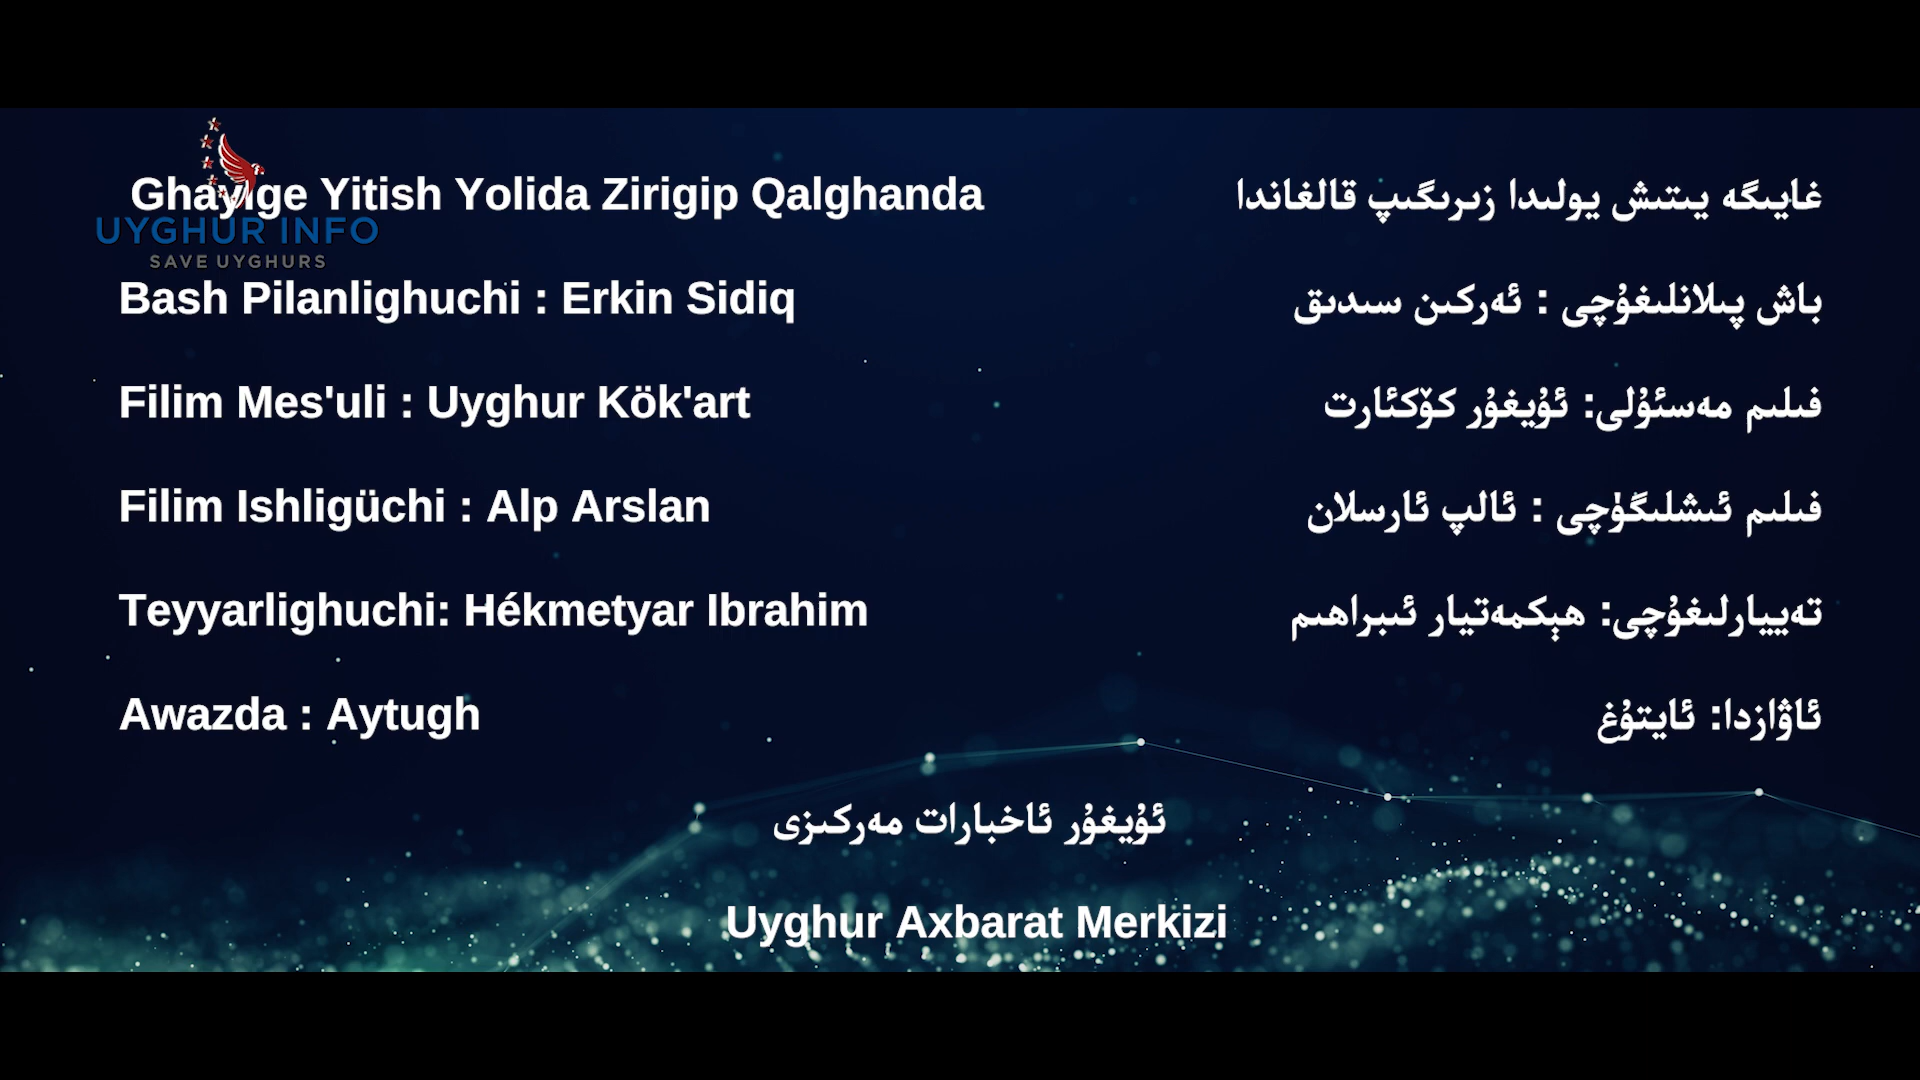 Ghayige Yitish Yolida Zirigip Qalghanda
غايىگە يىتىش يولىدا زىرىگىپ قالغاندا
UYGHUR INFO
SAVE UYGHURS
Bash Pilanlighuchi : Erkin Sidiq
باش پىلانلىغۇچى : ئەركىن سىدىق
Filim Mes'uli : Uyghur Kök'art
فىلىم مەسئۇلى: ئۇيغۇر كۆكئارت
Filim Ishligüchi : Alp Arslan
فىلىم ئىشلىگۈچى : ئالپ ئارسلان
Teyyarlighuchi: Hékmetyar Ibrahim
تەييارلىغۇچى: ھېكمەتيار ئىبراھىم
Awazda : Aytugh
ئاۋازدا: ئايتۇغ
ئۇيغۇر ئاخبارات مەركىزى
Uyghur Axbarat Merkizi